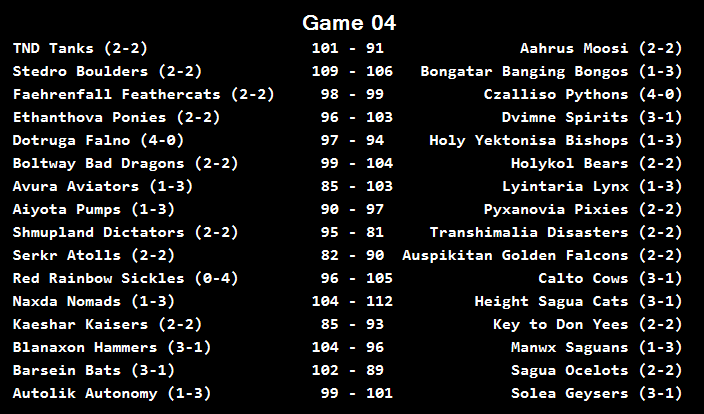 Game 04
TND Tanks (2-2) 101 - 91 Aahrus Moosi (2-2)
Stedro Boulders (2-2) 109 - 106 Bongatar Banging Bongos (1-3)
Faehrenfall Feathercats (2-2) 98 - 99 Czalliso Pythons (4-0)
Ethanthova Ponies (2-2) 96 - 103 Dvimne Spirits (3-1)
Dotruga Falno (4-0) 97 - 94 Holy Yektonisa Bishops (1-3)
Boltway Bad Dragons (2-2) 99 - 104 Holykol Bears (2-2)
Avura Aviators (1-3) 85 - 103 Lyintaria Lynx (1-3)
Aiyota Pumps (1-3) 90 - 97 Pyxanovia Pixies (2-2)
Shmupland Dictators (2-2) 95 - 81 Transhimalia Disasters (2-2)
Serkr Atolls (2-2) 82 - 90 Auspikitan Golden Falcons (2-2)
Red Rainbow Sickles (0-4) 96 - 105 Calto Cows (3-1)
Naxda Nomads (1-3) 104 - 112 Height Sagua Cats (3-1)
Kaeshar Kaisers (2-2) 85 - 93 Key to Don Yees (2-2)
Blanaxon Hammers (3-1) 104 - 96 Manwx Saguans (1-3)
Barsein Bats (3-1) 102 - 89 Sagua Ocelots (2-2)
Autolik Autonomy (1-3) 99 - 101 Solea Geysers (3-1)